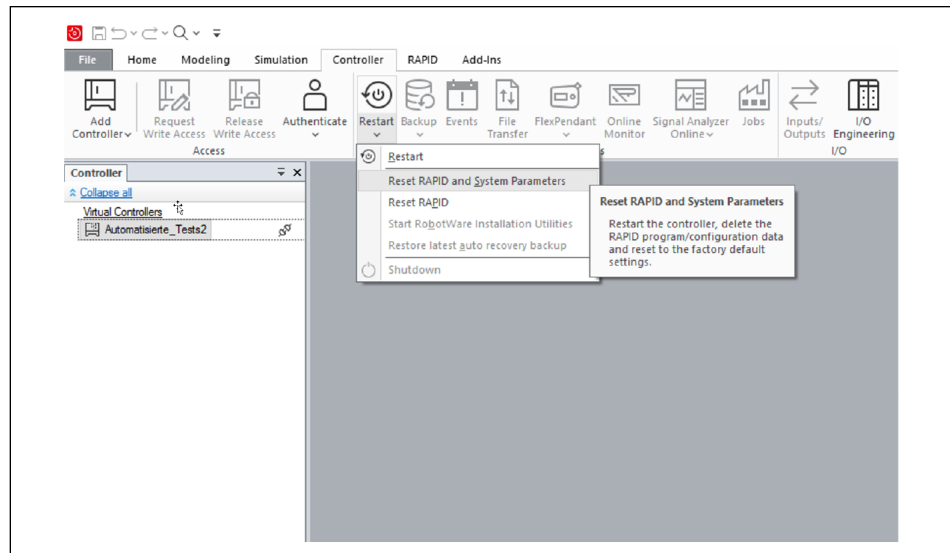 File Home Modeling Simulation Controller RAPID Add-Ins
Add Request Release Authenticate Restart Backup Events File FlexPendant Online Signal Analyzer Jobs Inputs/ I/O
Controller Write Access Write Access Transfer Monitor Online Outputs Engineering
Access s I/O
Controller
Collapse all
Virtual Controllers
Automatisierte_Tests2
Restart
Reset RAPID and System Parameters
Reset RAPID
Start RobotWare Installation Utilities
Restore latest auto recovery backup
Shutdown
Reset RAPID and System Parameters
Restart the controller, delete the
RAPID program/configuration data
and reset to the factory default
settings.